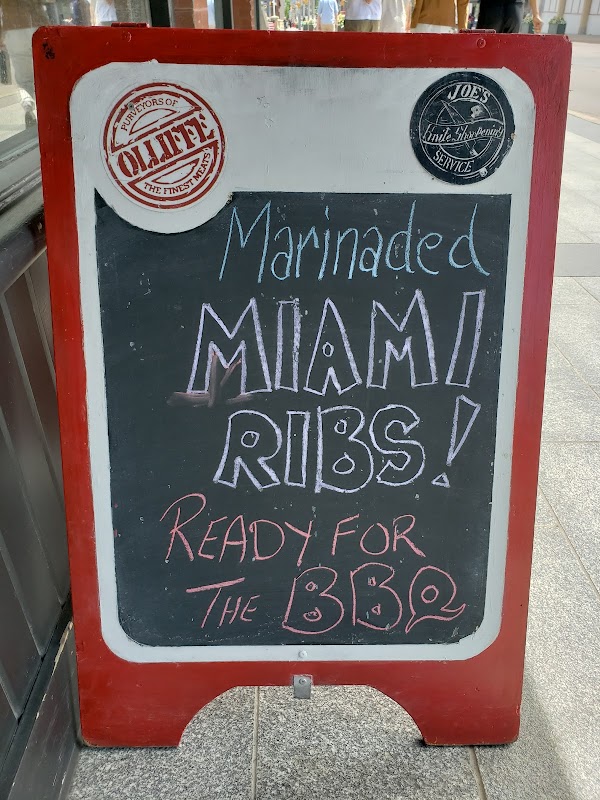 PURVEYORS OF
OLLIFFE
THE FINEST MEATS
JOE'S
Knife Sharpening
SERVICE
Marinaded
MIAMI
RIBS!
READY FOR
THE BBQ